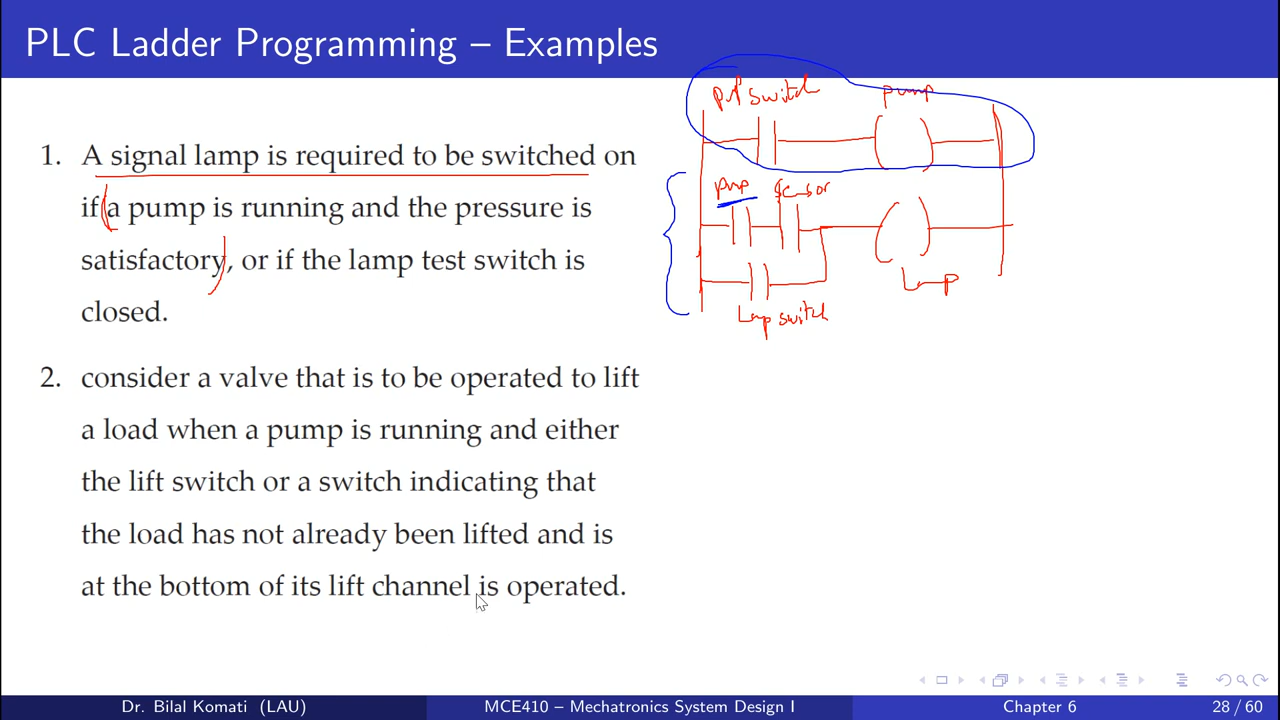 PLC Ladder Programming – Examples
1. A signal lamp is required to be switched on
if a pump is running and the pressure is
satisfactory, or if the lamp test switch is
closed.
2. consider a valve that is to be operated to lift
a load when a pump is running and either
the lift switch or a switch indicating that
the load has not already been lifted and is
at the bottom of its lift channel is operated.
switch pump
pump
Lamp
switch
Dr. Bilal Komati (LAU) MCE410 – Mechatronics System Design I Chapter 6 28 / 60